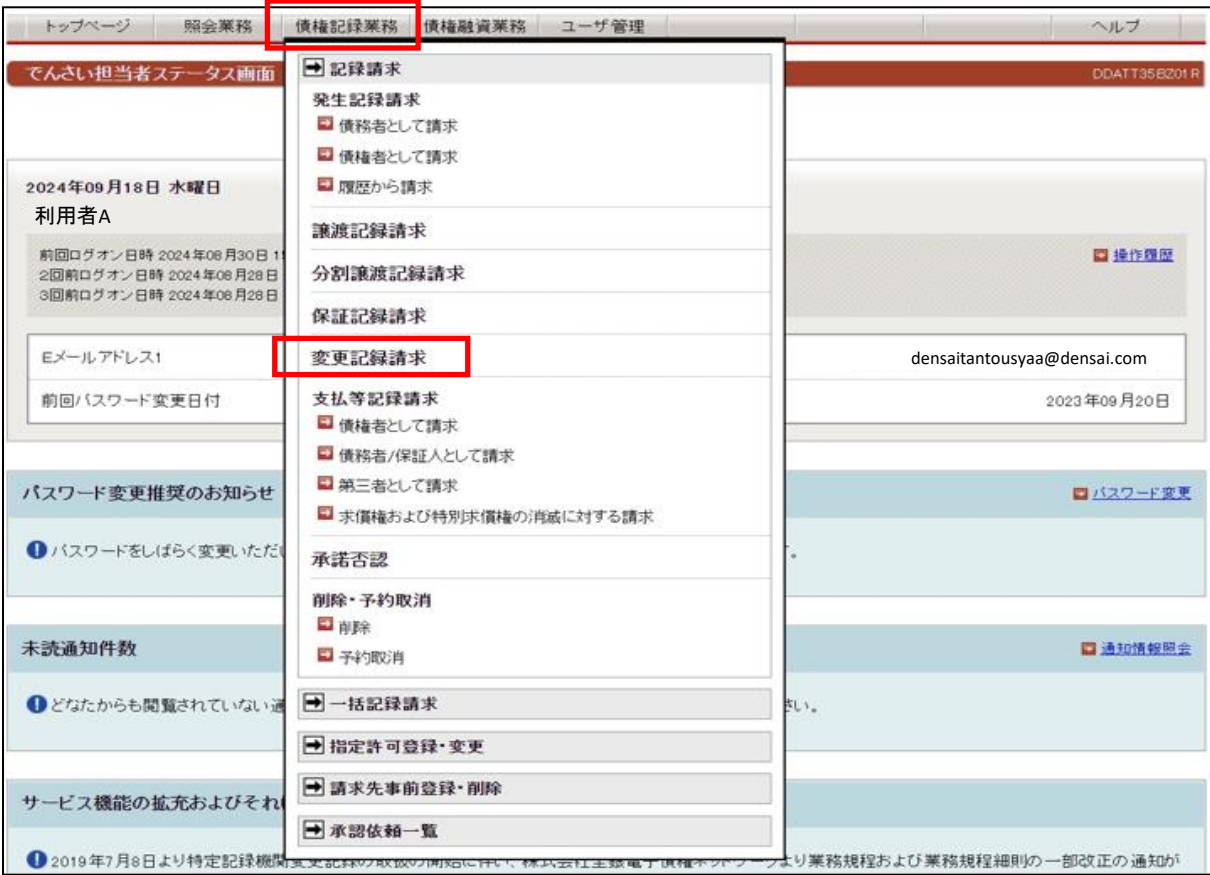 トップページ 照会業務 債権記録業務 債権融資業務 ユーザ管理 ヘルプ
でんさい担当者ステータス画面 DDATT35BZ01R
2024年09月18日 水曜日
利用者A
前回ログオン日時 2024年08月30日
2回前ログオン日時 2024年08月28日
3回前ログオン日時 2024年08月28日
操作履歴
Eメールアドレス1 densaitantousyaa@densai.com
前回パスワード変更日付 2023年09月20日
パスワード変更推奨のお知らせ パスワード変更
パスワードをしばらく変更いただ 。
未読通知件数 通知情報照会
どなたからも閲覧されていない通 さい。
サービス機能の拡充およびそれ
2019年7月8日より特定記録機関変更記録の取扱の開始に伴い、株式会社全銀電子債権ネットワークより業務規程および業務規程細則の一部改正の通知が
記録請求
発生記録請求
債務者として請求
債権者として請求
履歴から請求
譲渡記録請求
分割譲渡記録請求
保証記録請求
変更記録請求
支払等記録請求
債権者として請求
債務者/保証人として請求
第三者として請求
求償権および特別求償権の消滅に対する請求
承諾否認
削除・予約取消
削除
予約取消
一括記録請求
指定許可登録・変更
請求先事前登録・削除
承認依頼一覧